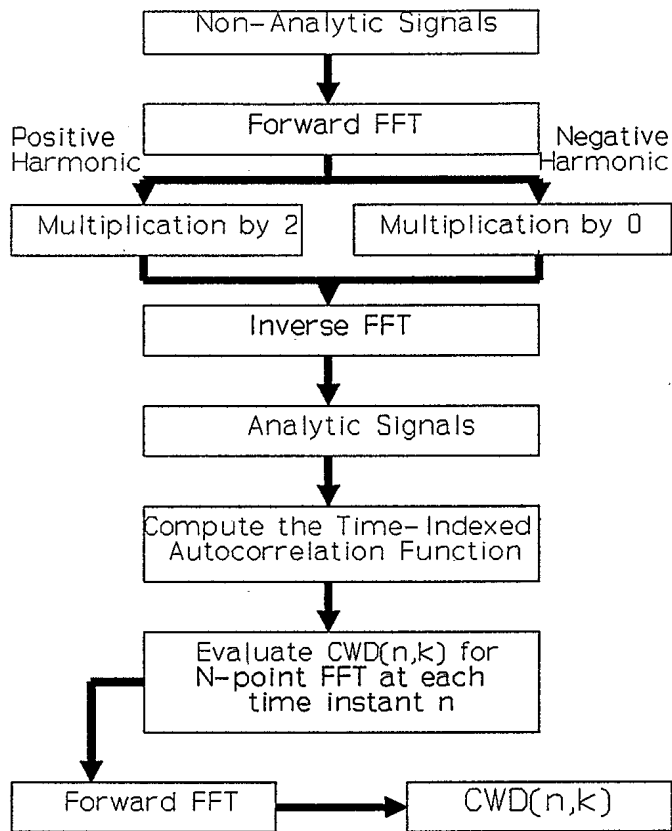 Non-Analytic Signals
Forward FFT
Positive
Harmonic
Negative
Harmonic
Multiplication by 2
Multiplication by 0
Inverse FFT
Analytic Signals
Compute the Time-Indexed
Autocorrelation Function
Evaluate CWD(n,k) for
N-point FFT at each
time instant n
Forward FFT
CWD(n,k)